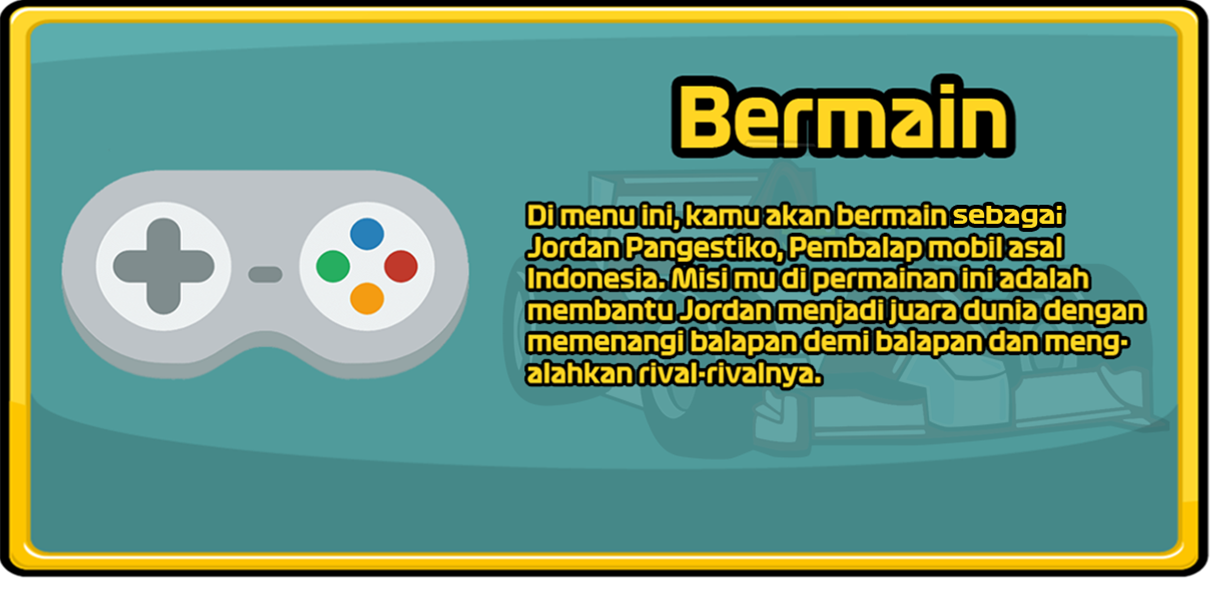 Bermain
Di menu ini, kamu akan bermain sebagai
Jordan Pangestiko, Pembalap mobil asal
Indonesia. Misi mu di permainan ini adalah
membantu Jordan menjadi juara dunia dengan
memenangi balapan demi balapan dan meng-
alahkan rival-rivalnya.